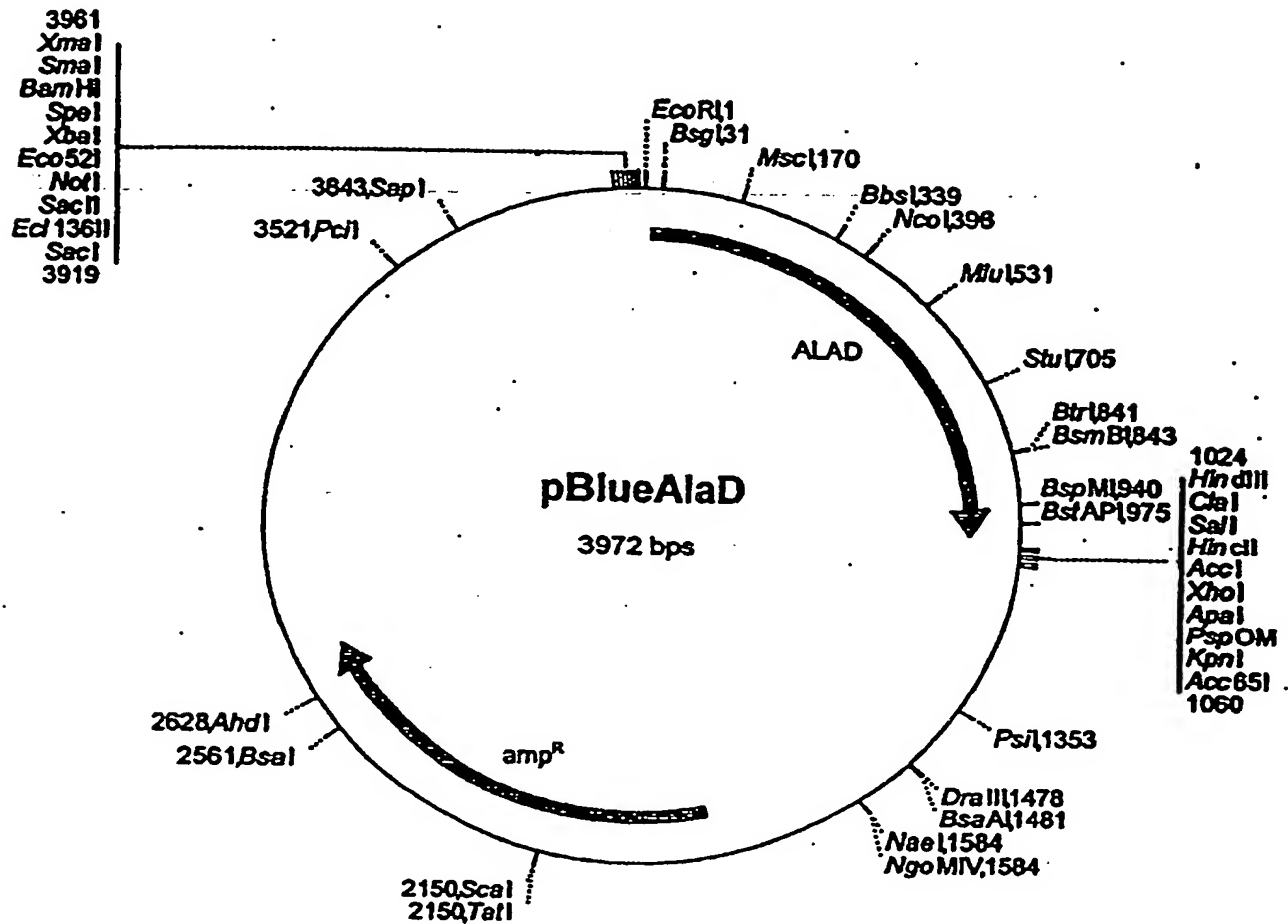 3961
XmaI
SmaI
BamHI
SpeI
XbaI
Eco52I
NotI
SacII
Ecl136II
SacI
3919
EcoRI,1
BsgI,31
MscI,170
BbsI,339
NcoI,396
MluI,531
StuI,705
BtrI,841
BsmBI,843
BspMI,940
BstAPI,975
1024
HindIII
ClaI
SalI
HincII
AccI
XhoI
ApaI
PspOM
KpnI
Acc65I
1060
PsiI,1353
DraIII,1478
BsaAI,1481
NaeI,1584
NgoMIV,1584
2150,ScaI
2150,TatI
2561,BsaI
2628,AhdI
3521,PciI
3843,SapI
ALAD
ampR
pBlueAlaD
3972 bps